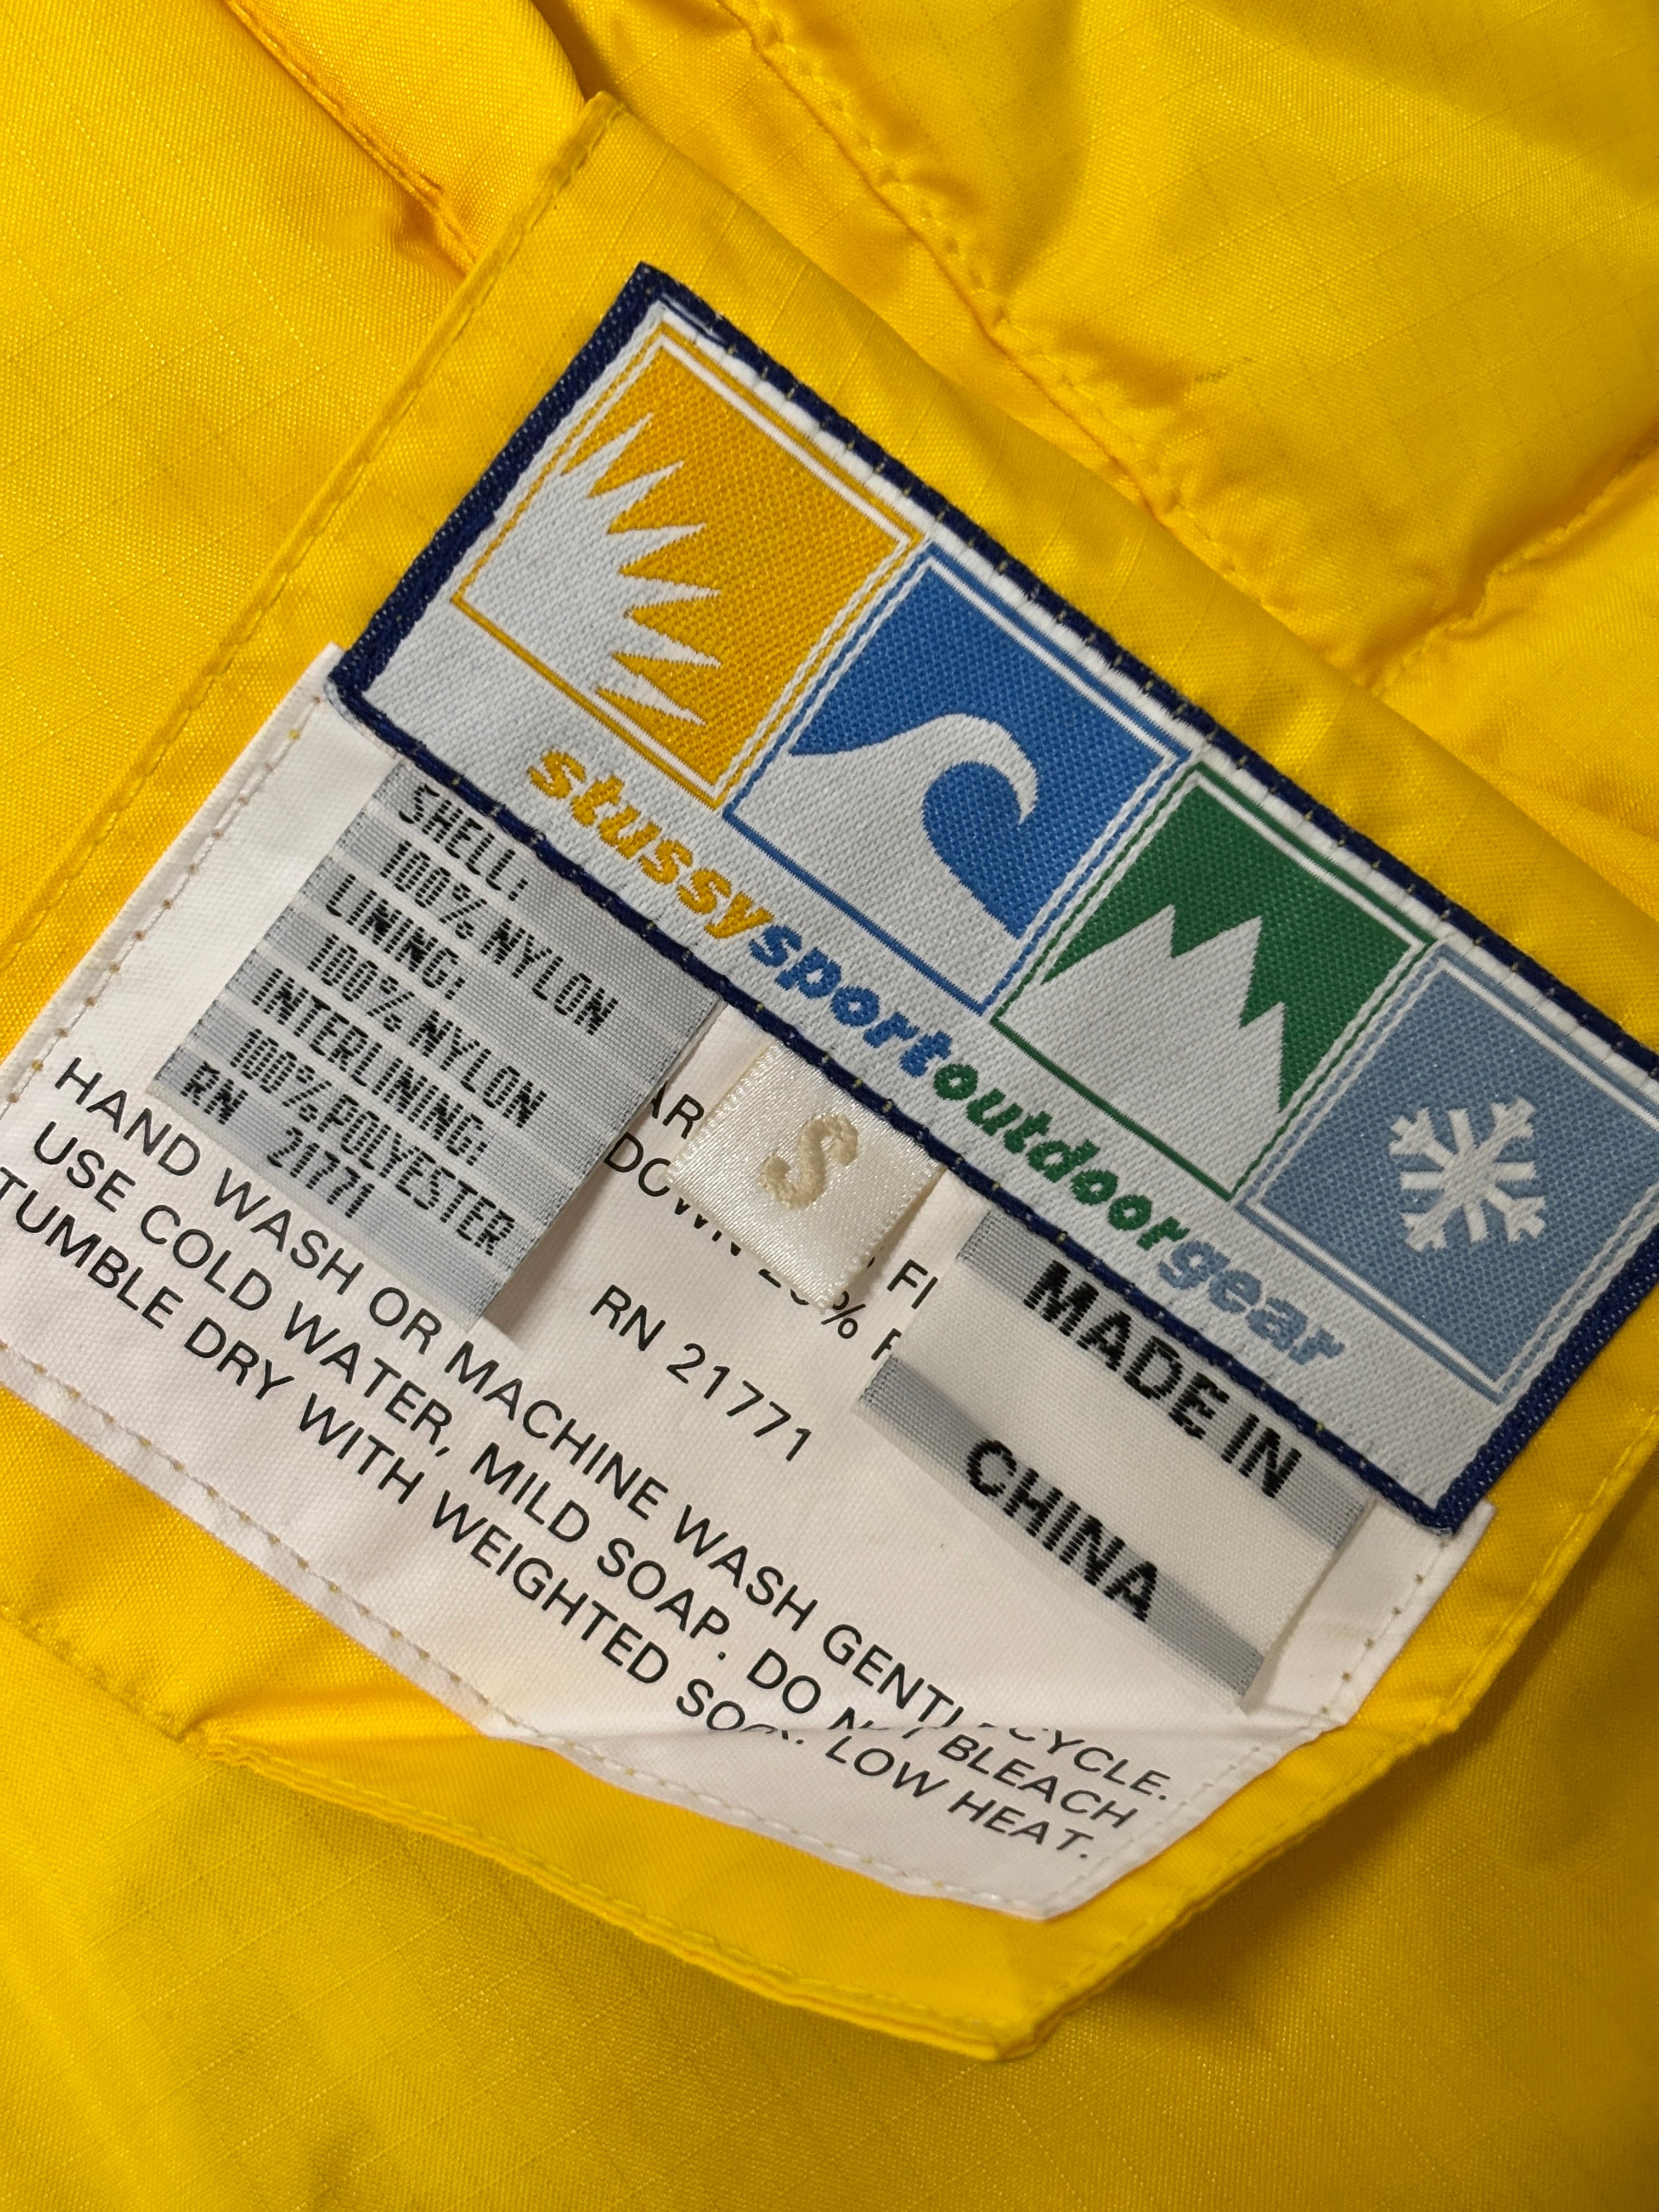 stussysportoutdoorgear
SHELL:
100% NYLON
LINING:
100% NYLON
INTERLINING:
100% POLYESTER
RN 21771
S
MADE IN
CHINA
RN 21771
HAND WASH OR MACHINE WASH GENTLE CYCLE.
USE COLD WATER, MILD SOAP. DO NOT BLEACH
TUMBLE DRY WITH WEIGHTED SOCK. LOW HEAT.